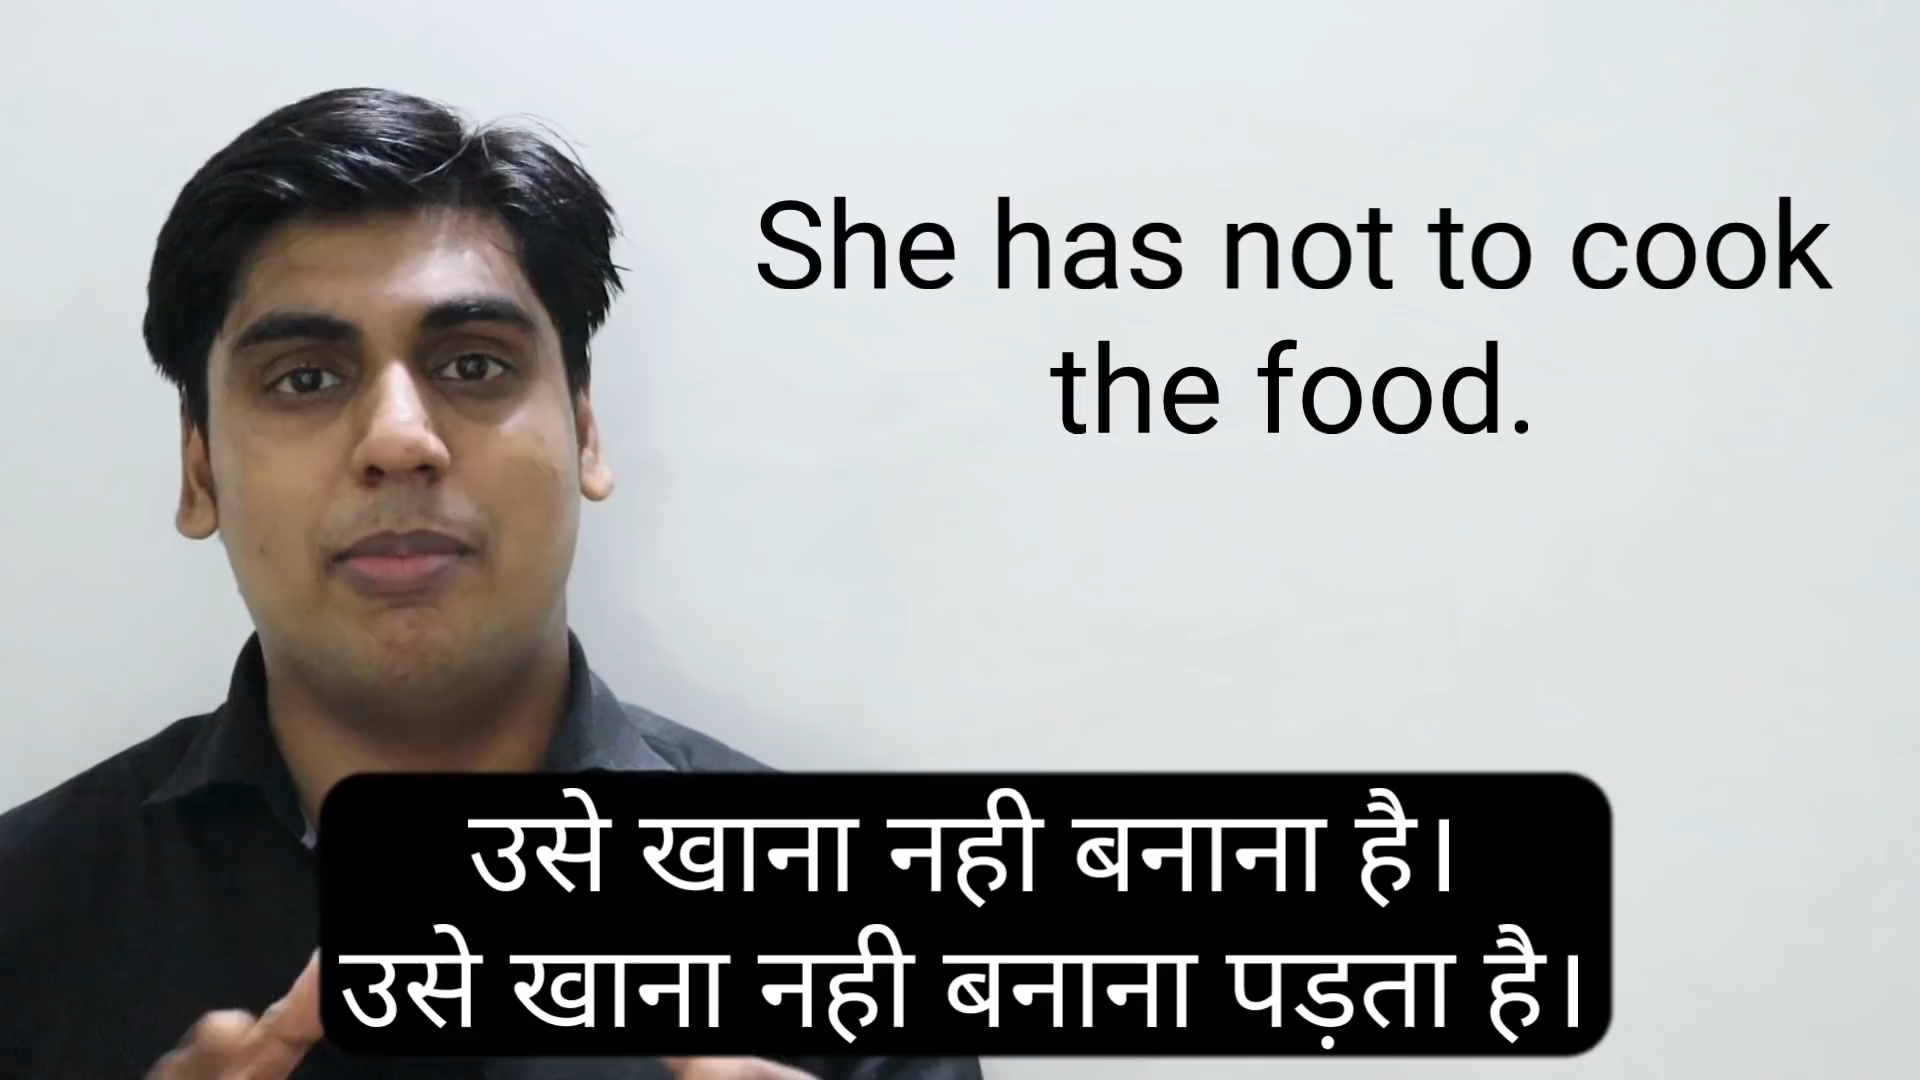 She has not to cook
the food.
उसे खाना नही बनाना है।
उसे खाना नही बनाना पड़ता है।